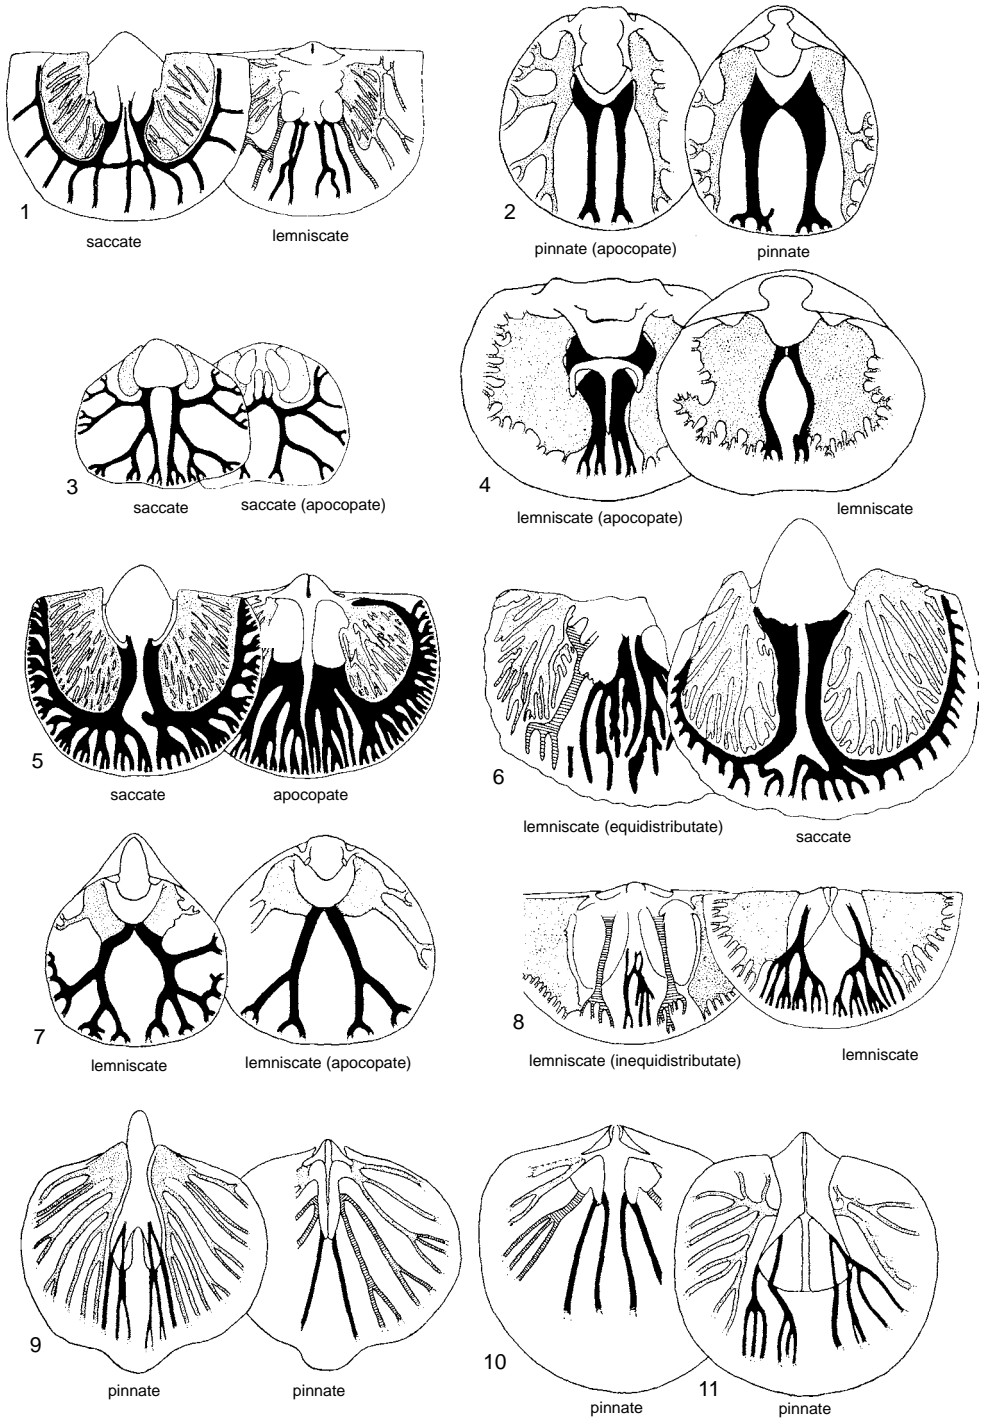 1
saccate
lemniscate
2
pinnate (apocopate)
pinnate
3
saccate
saccate (apocopate)
4
lemniscate (apocopate)
lemniscate
5
saccate
apocopate
6
lemniscate (equidistributate)
saccate
7
lemniscate
lemniscate (apocopate)
8
lemniscate (inequidistributate)
lemniscate
9
pinnate
pinnate
10
pinnate
11
pinnate